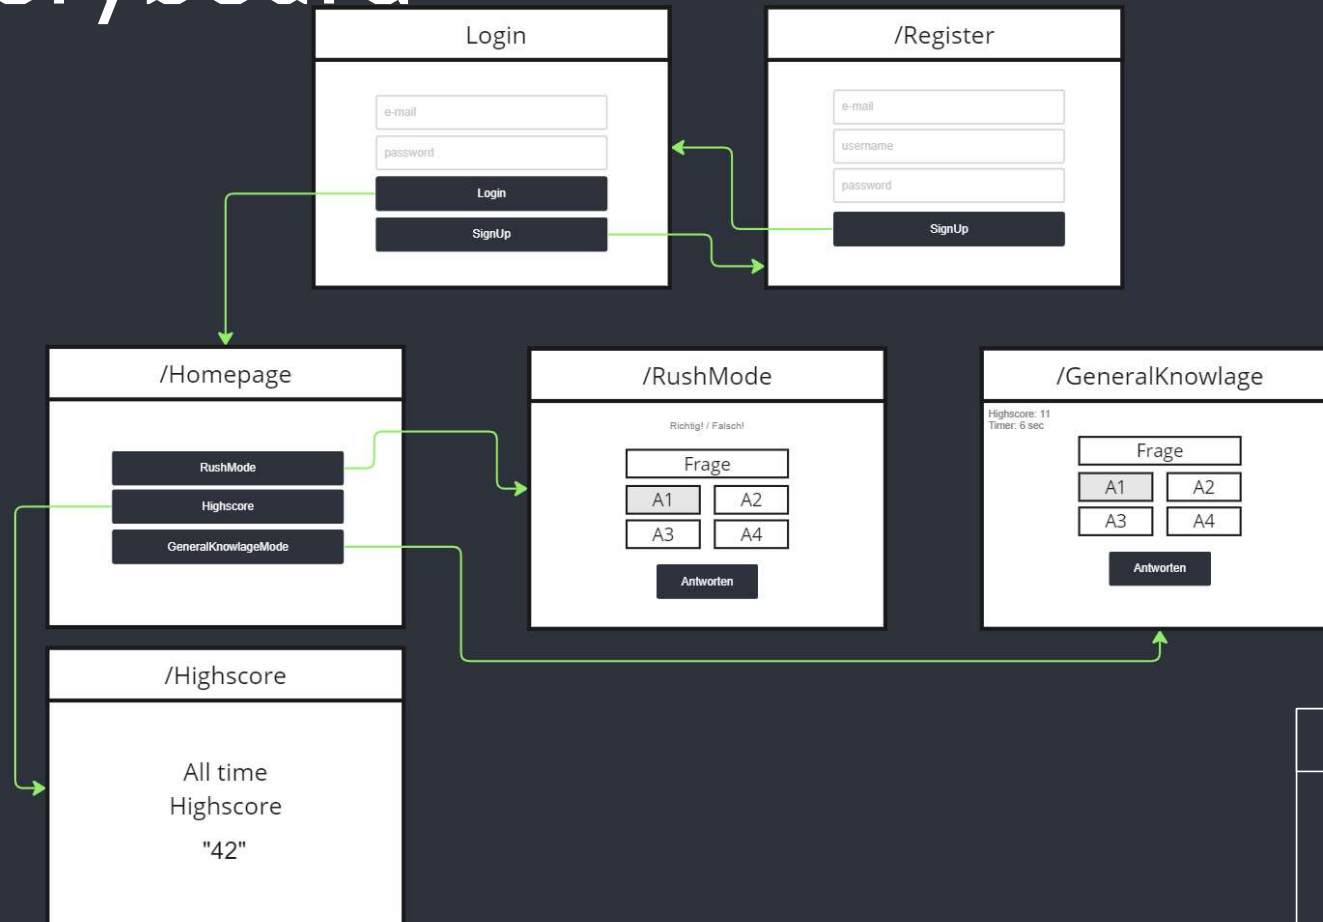 Login
e-mail
password
Login
SignUp
/Register
e-mail
username
password
SignUp
/Homepage
RushMode
Highscore
GeneralKnowlageMode
/RushMode
Richtig! / Falsch!
Frage
A1 A2
A3 A4
Antworten
/GeneralKnowlage
Highscore: 11
Timer: 6 sec
Frage
A1 A2
A3 A4
Antworten
/Highscore
All time
Highscore
"42"